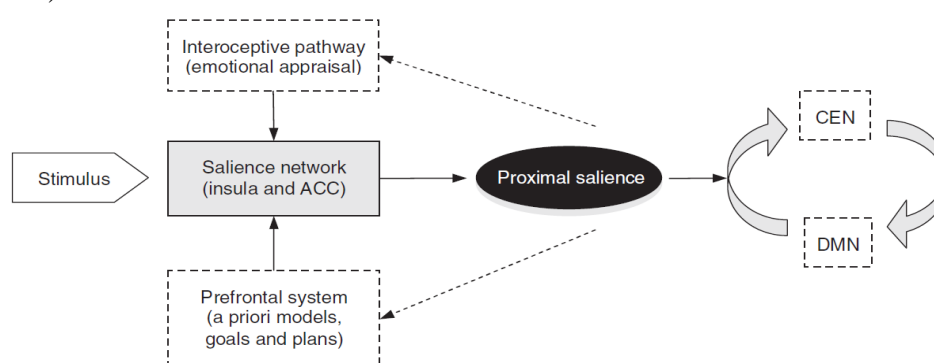 Interoceptive pathway
(emotional appraisal)
Stimulus
Salience network
(insula and ACC)
Proximal salience
CEN
DMN
Prefrontal system
(a priori models,
goals and plans)